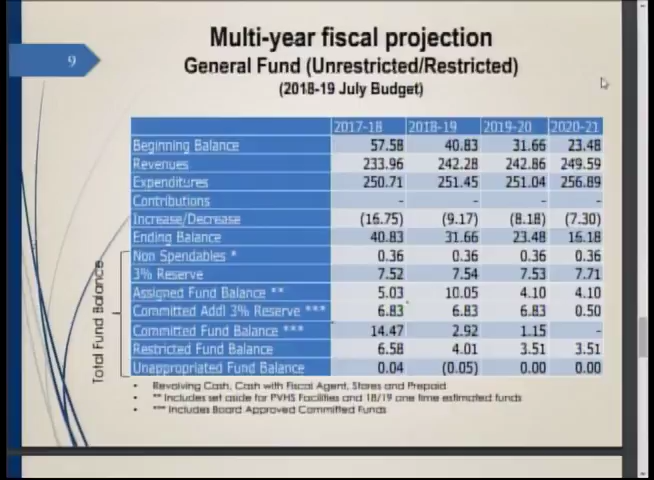 9
Multi-year fiscal projection
General Fund (Unrestricted/Restricted)
(2018-19 July Budget)
2017-18 2018-19 2019-20 2020-21
Beginning Balance 57.58 40.83 31.66 23.48
Revenues 233.96 242.28 242.86 249.59
Expenditures 250.71 251.45 251.04 256.89
Contributions - - - -
Increase/Decrease (16.75) (9.17) (8.18) (7.30)
Ending Balance 40.83 31.66 23.48 16.18
Total Fund Balance
Non Spendables * 0.36 0.36 0.36 0.36
3% Reserve 7.52 7.54 7.53 7.71
Assigned Fund Balance ** 5.03 10.05 4.10 4.10
Committed Addl 3% Reserve *** 6.83 6.83 6.83 0.50
Committed Fund Balance *** 14.47 2.92 1.15 -
Restricted Fund Balance 6.58 4.01 3.51 3.51
Unappropriated Fund Balance 0.04 (0.05) 0.00 0.00
• Revolving Cash, Cash with Fiscal Agent, Stores and Prepaid
• ** Includes set aside for PVHS Facilities and 18/19 one time estimated funds
• *** Includes Board Approved Committed Funds